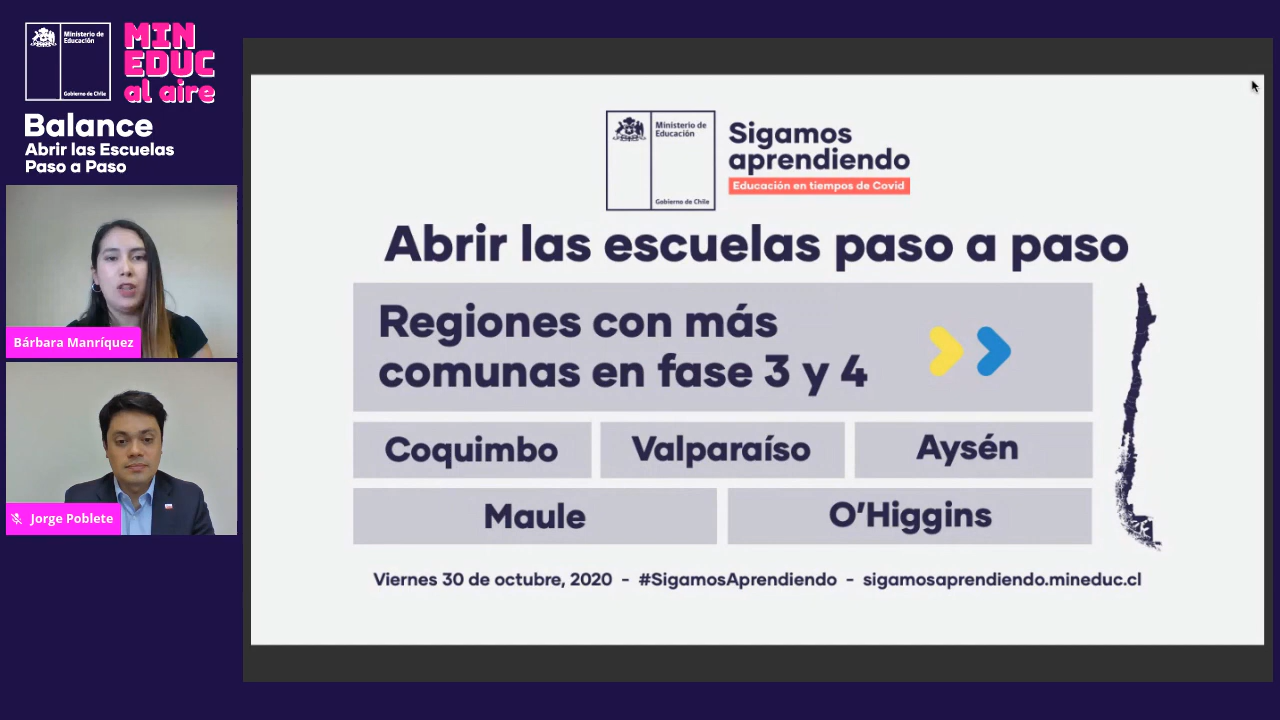 Ministerio de
Educación
Gobierno de Chile
MIN
EDUC
al aire
Balance
Abrir las Escuelas
Paso a Paso
Bárbara Manríquez
Jorge Poblete
Ministerio de
Educación
Gobierno de Chile
Sigamos
aprendiendo
Educación en tiempos de Covid
Abrir las escuelas paso a paso
Regiones con más
comunas en fase 3 y 4
Coquimbo
Valparaíso
Aysén
Maule
O'Higgins
Viernes 30 de octubre, 2020 - #SigamosAprendiendo - sigamosaprendiendo.mineduc.cl